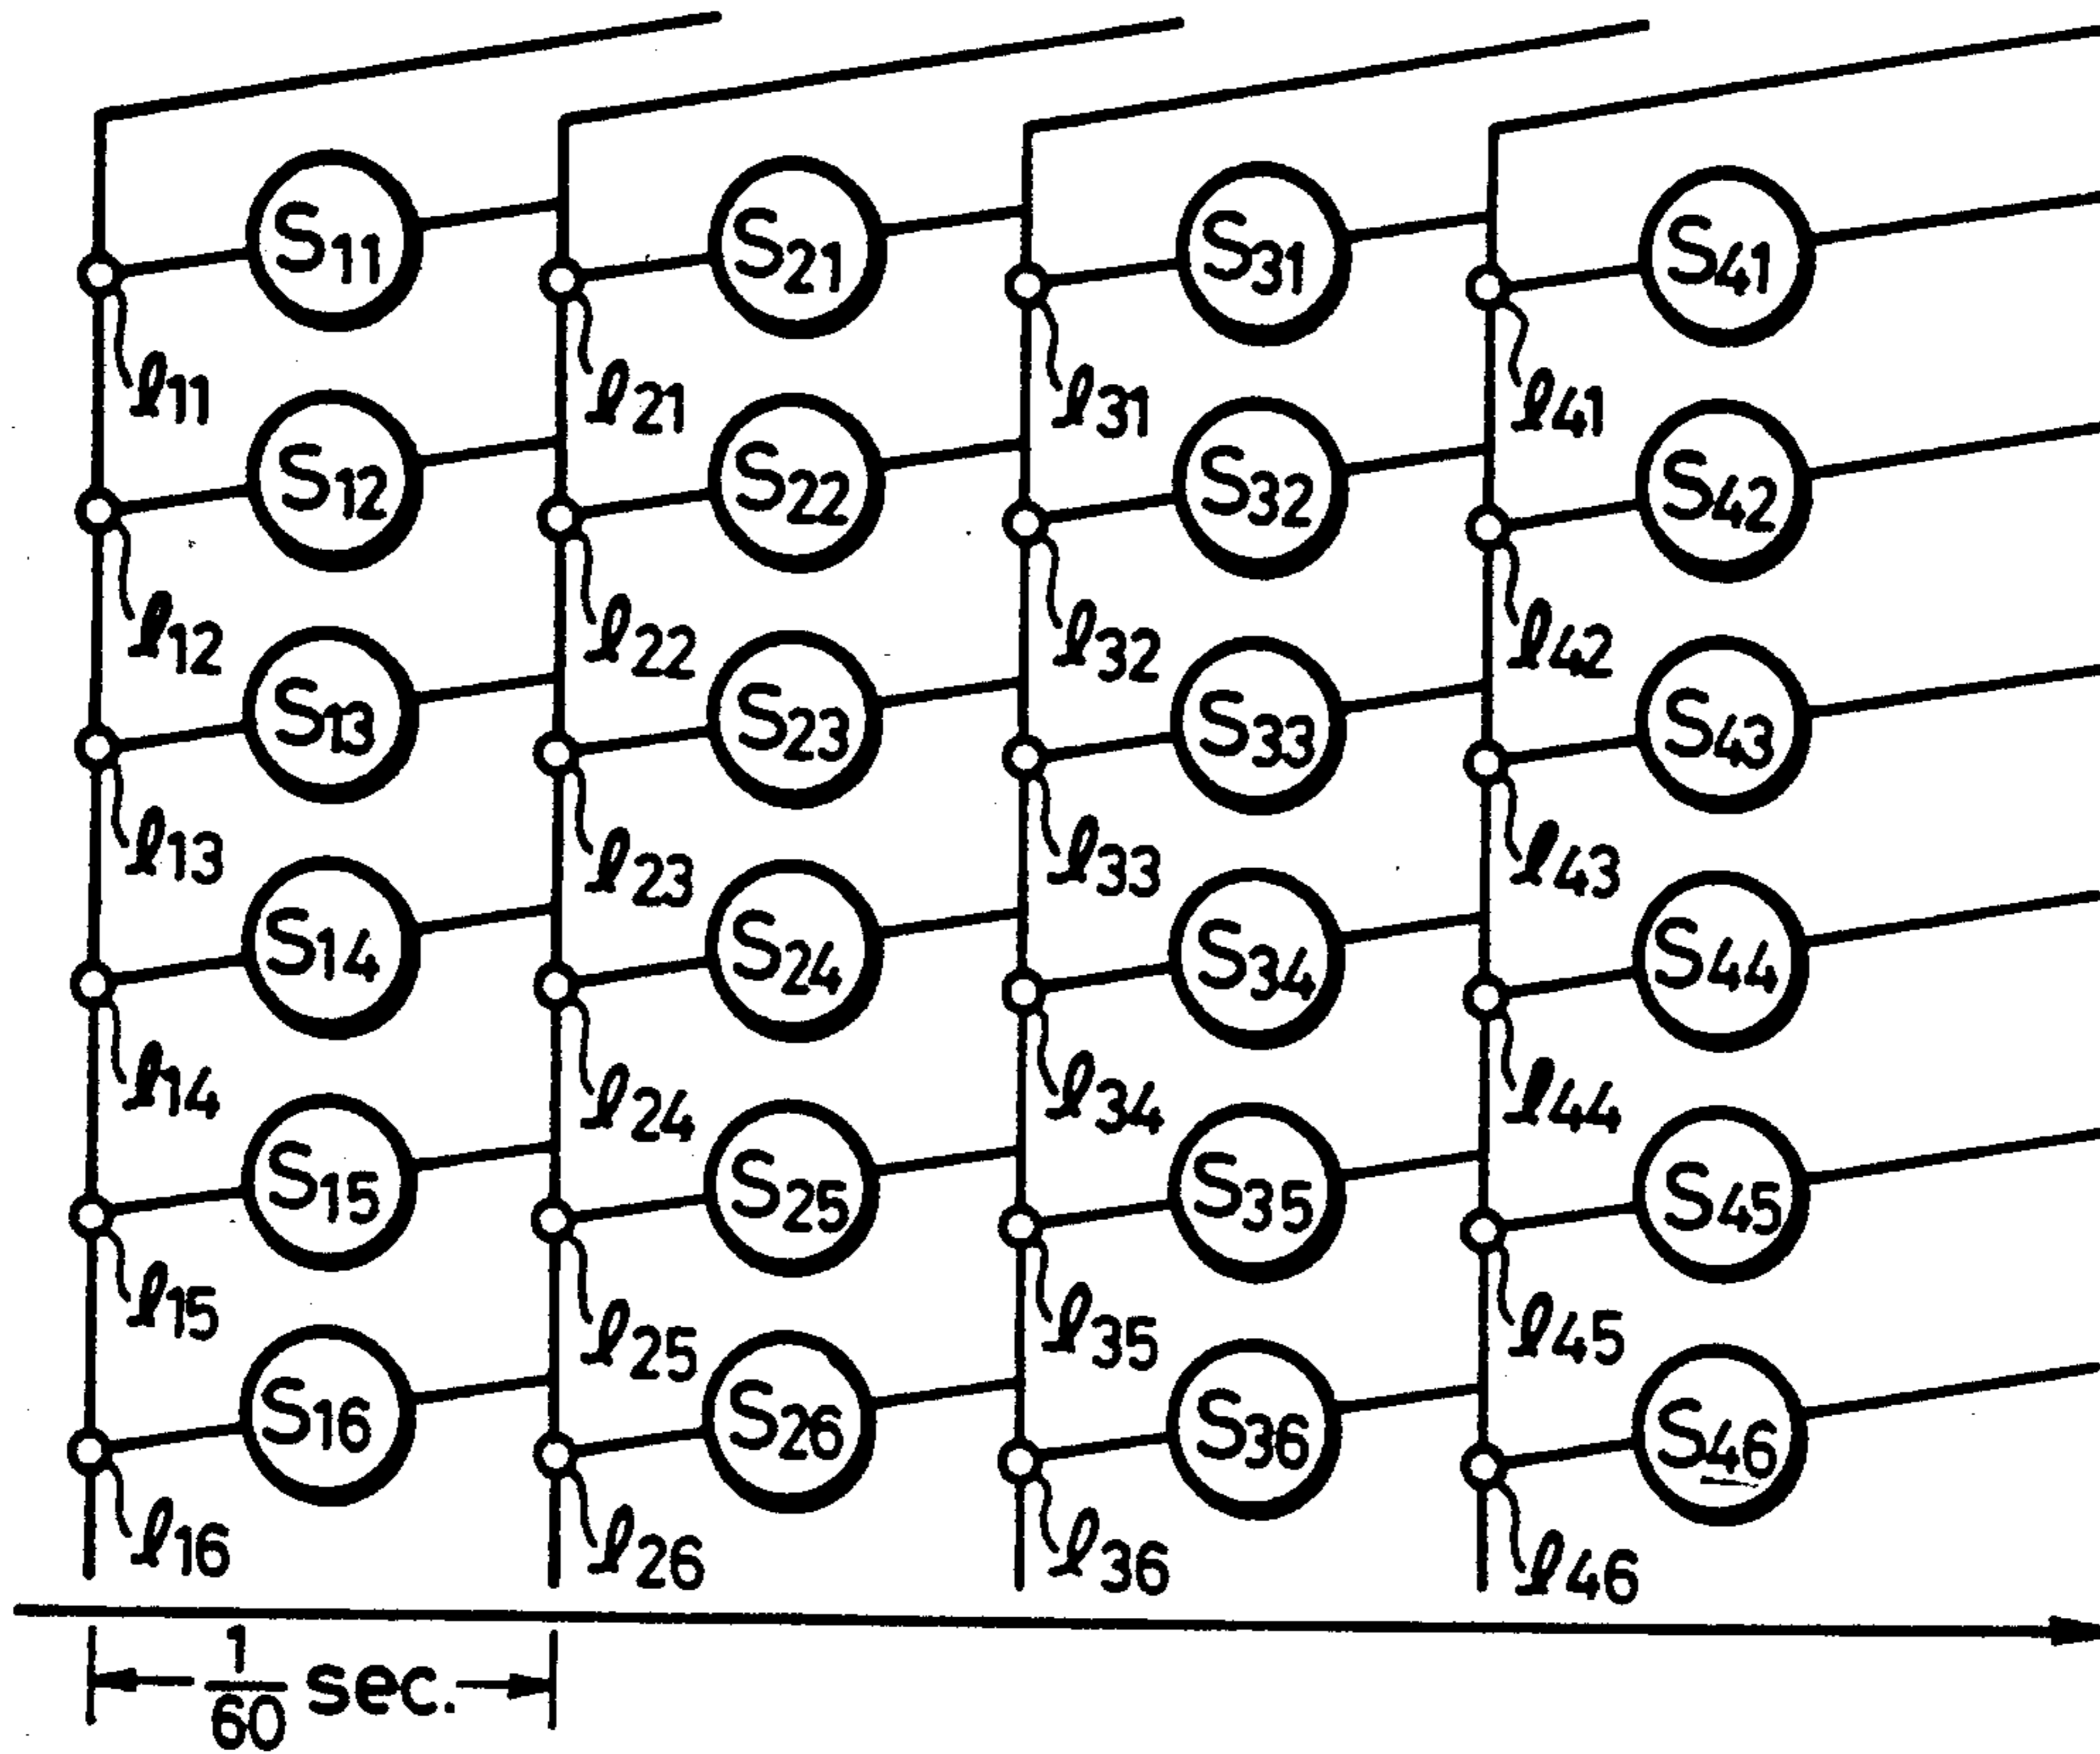 S11 S21 S31 S41
l11 l21 l31 l41
S12 S22 S32 S42
l12 l22 l32 l42
S13 S23 S33 S43
l13 l23 l33 l43
S14 S24 S34 S44
l14 l24 l34 l44
S15 S25 S35 S45
l15 l25 l35 l45
S16 S26 S36 S46
l16 l26 l36 l46
1/60 sec.